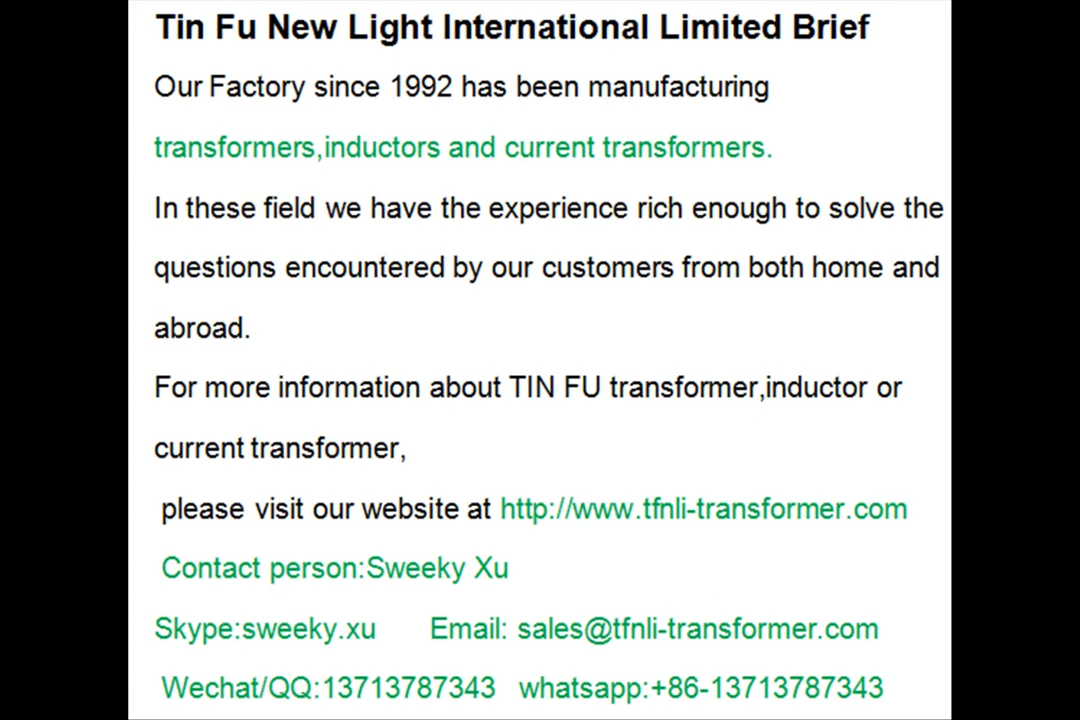 Tin Fu New Light International Limited Brief
Our Factory since 1992 has been manufacturing
transformers,inductors and current transformers.
In these field we have the experience rich enough to solve the
questions encountered by our customers from both home and
abroad.
For more information about TIN FU transformer,inductor or
current transformer,
please visit our website at http://www.tfnli-transformer.com
Contact person:Sweeky Xu
Skype:sweeky.xu Email: sales@tfnli-transformer.com
Wechat/QQ:13713787343 whatsapp:+86-13713787343